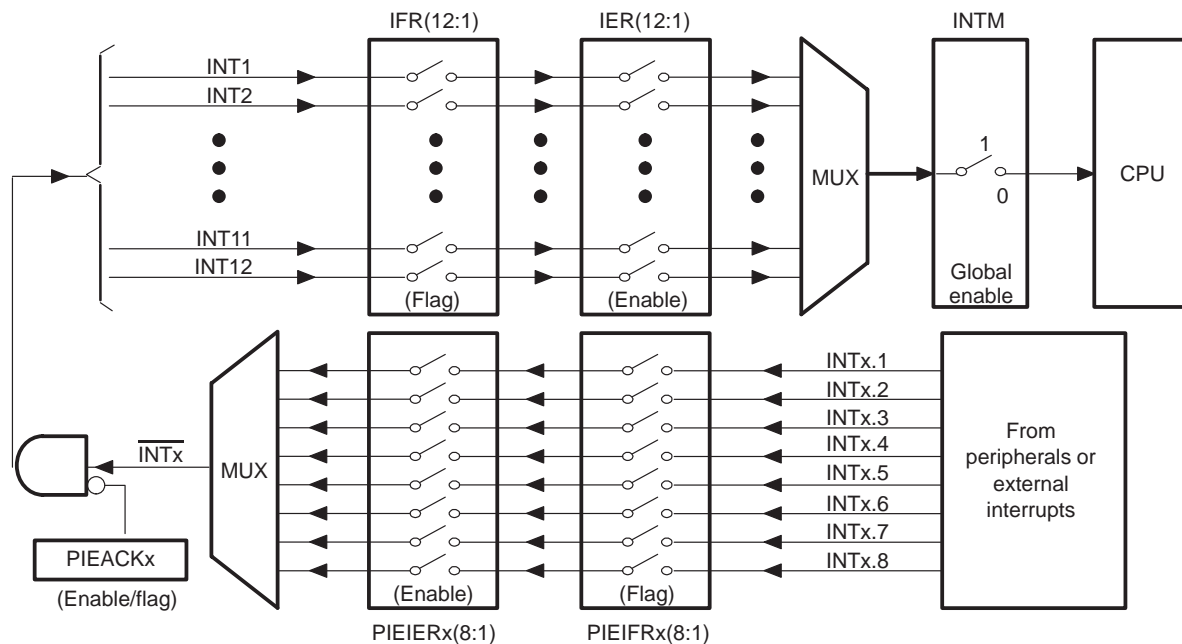 IFR(12:1) IER(12:1) INTM
INT1
INT2
1
MUX
CPU
0
INT11
INT12
(Flag) (Enable)
Global
enable
INTx.1
INTx.2
INTx.3
INTx.4
INTx.5
INTx.6
INTx.7
INTx.8
From
peripherals or
external
interrupts
INTx
MUX
PIEACKx
(Enable/flag)
(Enable) (Flag)
PIEIERx(8:1) PIEIFRx(8:1)